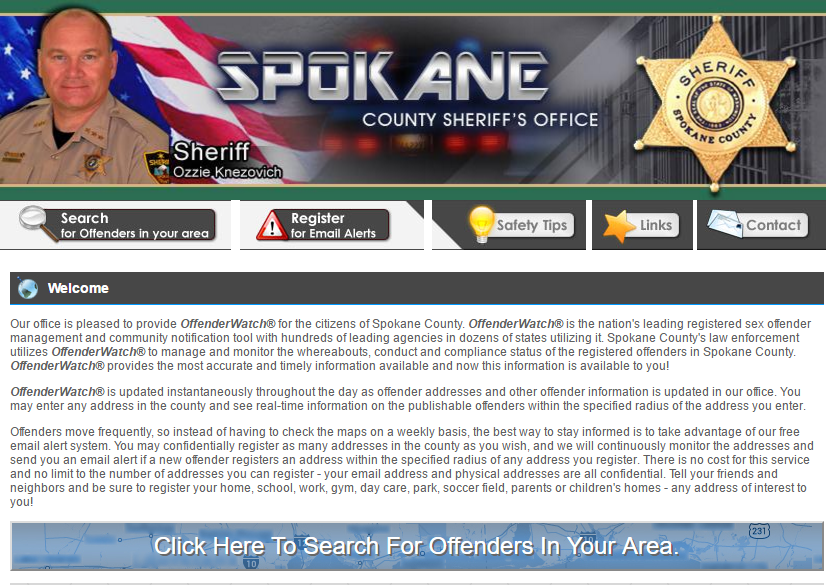 SPOKANE
COUNTY SHERIFF'S OFFICE
Sheriff
Ozzie Knezovich
SHERIFF
SPOKANE COUNTY
Search
for Offenders in your area
Register
for Email Alerts
Safety Tips
Links
Contact
Welcome
Our office is pleased to provide OffenderWatch® for the citizens of Spokane County. OffenderWatch® is the nation's leading registered sex offender
management and community notification tool with hundreds of leading agencies in dozens of states utilizing it. Spokane County's law enforcement
utilizes OffenderWatch® to manage and monitor the whereabouts, conduct and compliance status of the registered offenders in Spokane County.
OffenderWatch® provides the most accurate and timely information available and now this information is available to you!
OffenderWatch® is updated instantaneously throughout the day as offender addresses and other offender information is updated in our office. You
may enter any address in the county and see real-time information on the publishable offenders within the specified radius of the address you enter.
Offenders move frequently, so instead of having to check the maps on a weekly basis, the best way to stay informed is to take advantage of our free
email alert system. You may confidentially register as many addresses in the county as you wish, and we will continuously monitor the addresses and
send you an email alert if a new offender registers an address within the specified radius of any address you register. There is no cost for this service
and no limit to the number of addresses you can register - your email address and physical addresses are all confidential. Tell your friends and
neighbors and be sure to register your home, school, work, gym, day care, park, soccer field, parents or children's homes - any address of interest to
you!
231
Click Here To Search For Offenders In Your Area.
10
10